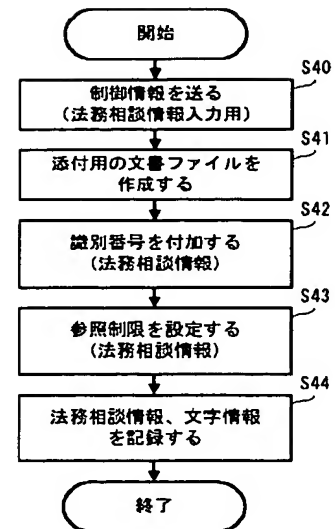 開始
S40
制御情報を送る
(法務相談情報入力用)
S41
添付用の文書ファイルを
作成する
S42
識別番号を付加する
(法務相談情報)
S43
参照制限を設定する
(法務相談情報)
S44
法務相談情報、文字情報
を記録する
終了